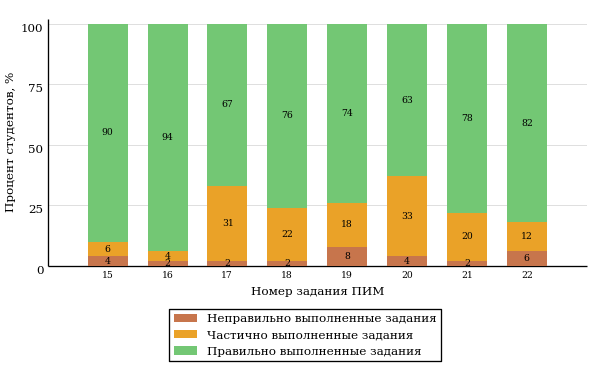 Процент студентов, %
100
75
50
25
0
90 94 67 76 74 63 78 82
6 4 31 22 18 33 20 12
4 2 2 2 8 4 2 6
15 16 17 18 19 20 21 22
Номер задания ПИМ
Неправильно выполненные задания
Частично выполненные задания
Правильно выполненные задания